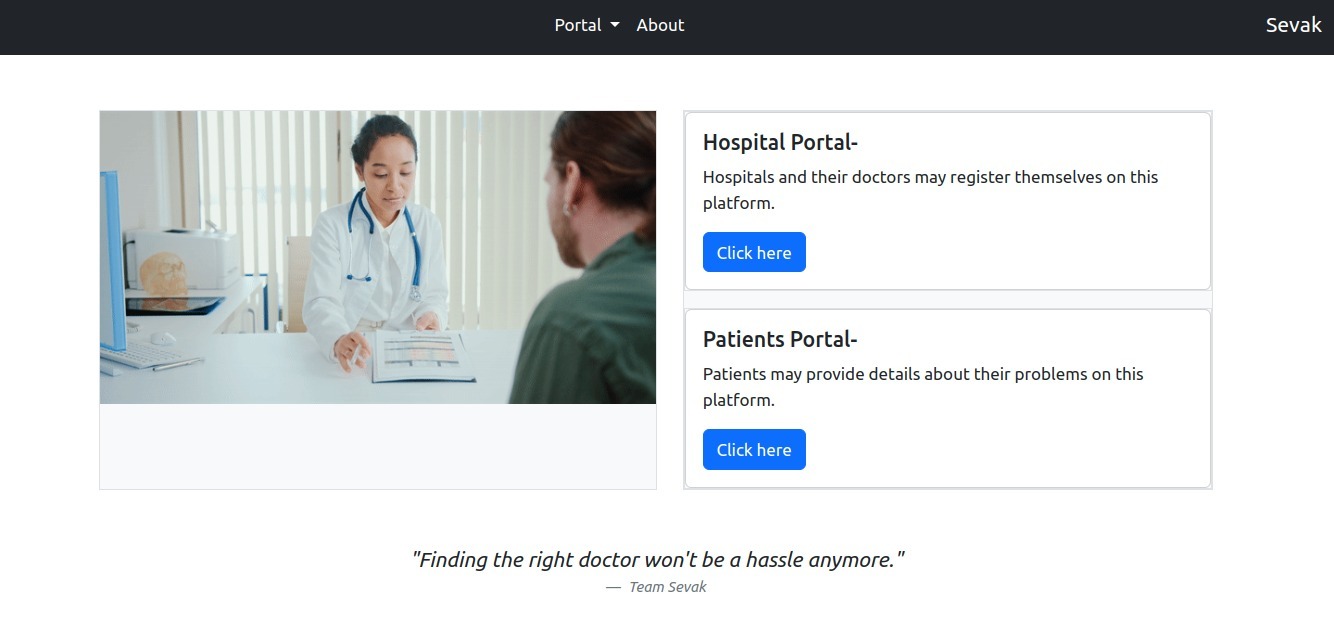 Portal About Sevak
Hospital Portal-
Hospitals and their doctors may register themselves on this
platform.
Click here
Patients Portal-
Patients may provide details about their problems on this
platform.
Click here
"Finding the right doctor won't be a hassle anymore."
— Team Sevak